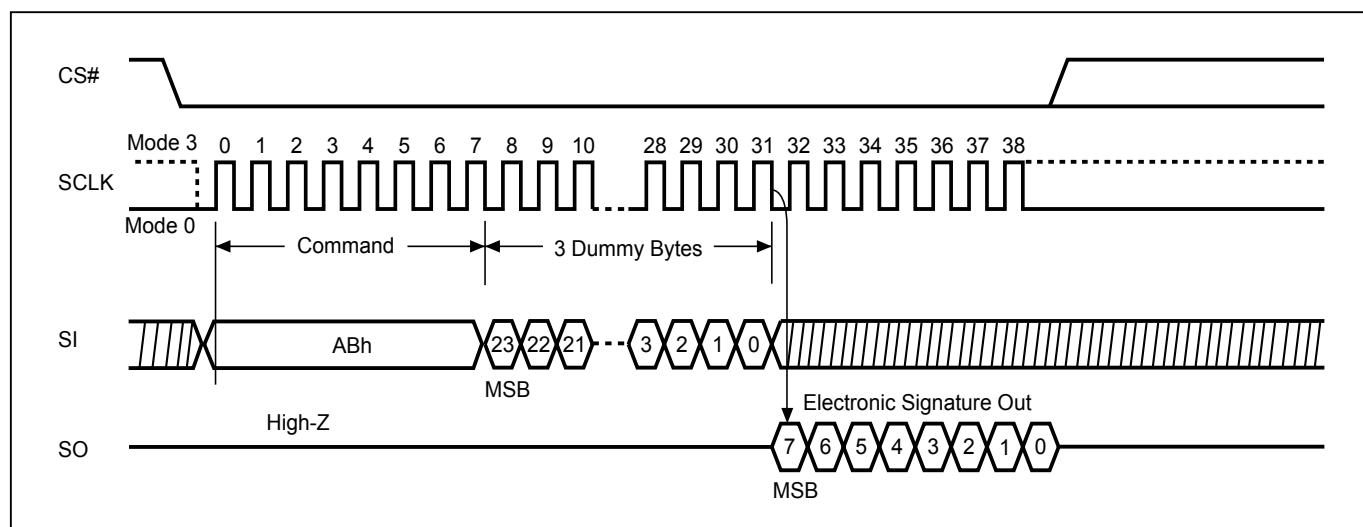 CS#
Mode 3
0 1 2 3 4 5 6 7 8 9 10 28 29 30 31 32 33 34 35 36 37 38
SCLK
Mode 0
Command
3 Dummy Bytes
SI
ABh
23 22 21 3 2 1 0
MSB
Electronic Signature Out
High-Z
SO
7 6 5 4 3 2 1 0
MSB